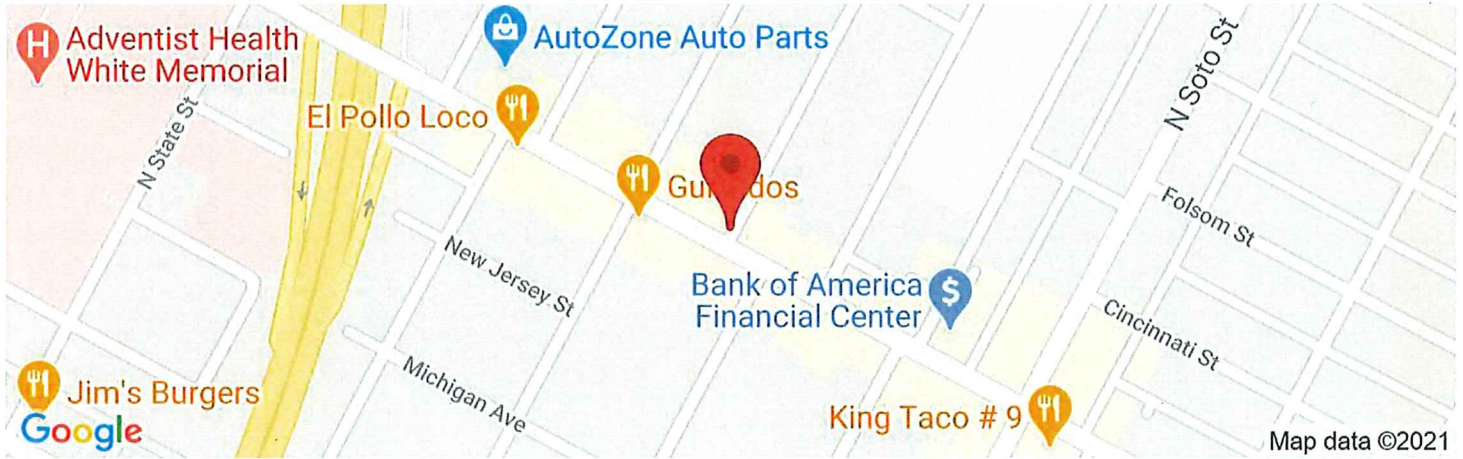 Adventist Health
White Memorial
AutoZone Auto Parts
El Pollo Loco
N State St
N Soto St
Folsom St
New Jersey St
Bank of America
Financial Center
Cincinnati St
Michigan Ave
Jim's Burgers
King Taco # 9
Google
Map data ©2021